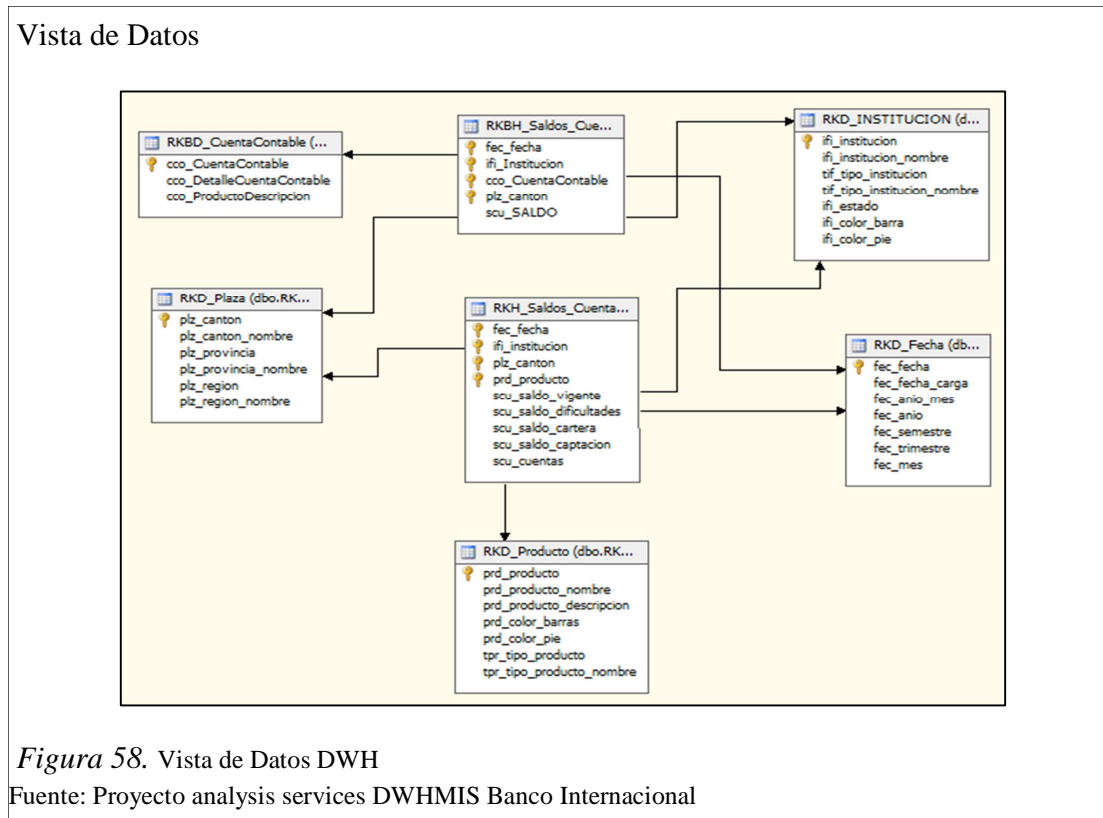 Vista de Datos
RKBD_CuentaContable (...
cco_CuentaContable
cco_DetalleCuentaContable
cco_ProductoDescripcion
RKBH_Saldos_Cue...
fec_fecha
ifi_Institucion
cco_CuentaContable
plz_canton
scu_SALDO
RKD_INSTITUCION (d...
ifi_institucion
ifi_institucion_nombre
tif_tipo_institucion
tif_tipo_institucion_nombre
ifi_estado
ifi_color_barra
ifi_color_pie
RKD_Plaza (dbo.RK...
plz_canton
plz_canton_nombre
plz_provincia
plz_provincia_nombre
plz_region
plz_region_nombre
RKH_Saldos_Cuenta...
fec_fecha
ifi_institucion
plz_canton
prd_producto
scu_saldo_vigente
scu_saldo_dificultades
scu_saldo_cartera
scu_saldo_captacion
scu_cuentas
RKD_Fecha (db...
fec_fecha
fec_fecha_carga
fec_anio_mes
fec_anio
fec_semestre
fec_trimestre
fec_mes
RKD_Producto (dbo.RK...
prd_producto
prd_producto_nombre
prd_producto_descripcion
prd_color_barras
prd_color_pie
tpr_tipo_producto
tpr_tipo_producto_nombre
Figura 58. Vista de Datos DWH
Fuente: Proyecto analysis services DWHMIS Banco Internacional